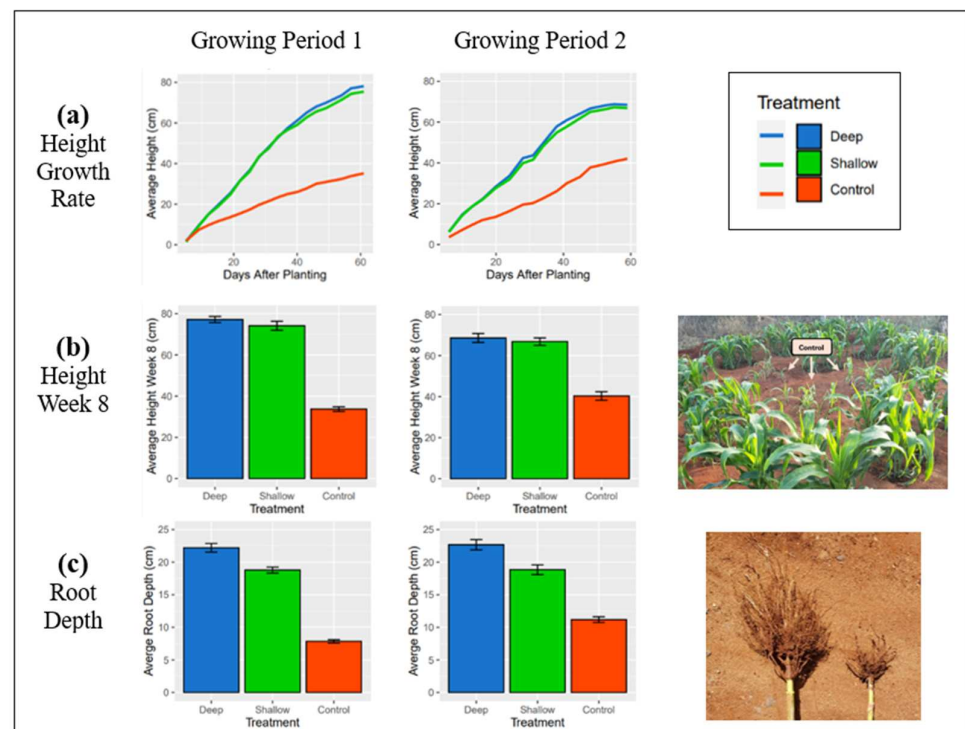 Growing Period 1
Growing Period 2
(a)
Height
Growth
Rate
Average Height (cm)
80
60
40
20
0
20
40
60
Days After Planting
Average Height (cm)
80
60
40
20
0
20
40
60
Days After Planting
Treatment
Deep
Shallow
Control
(b)
Height
Week 8
Average Height Week 8 (cm)
80
60
40
20
0
Deep
Shallow
Control
Treatment
Average Height Week 8 (cm)
80
60
40
20
0
Deep
Shallow
Control
Treatment
Control
(c)
Root
Depth
Averge Root Depth (cm)
25
20
15
10
5
0
Deep
Shallow
Control
Treatment
Averge Root Depth (cm)
25
20
15
10
5
0
Deep
Shallow
Control
Treatment